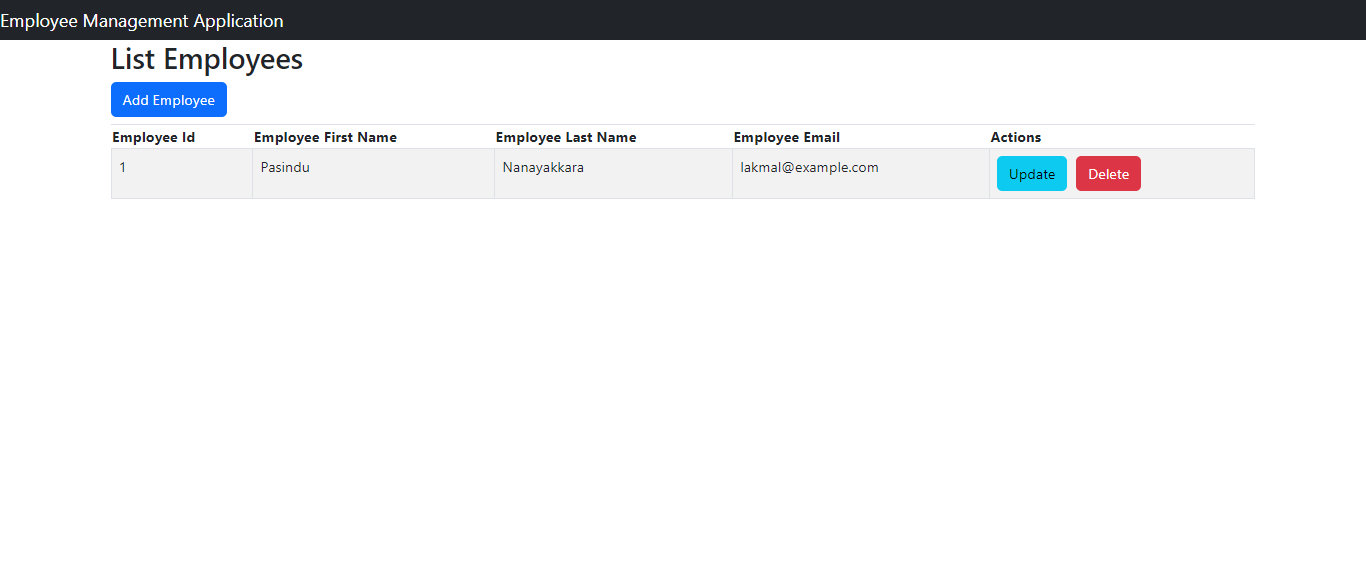 Employee Management Application
List Employees
Add Employee
Employee Id Employee First Name Employee Last Name Employee Email Actions
1 Pasindu Nanayakkara lakmal@example.com Update Delete